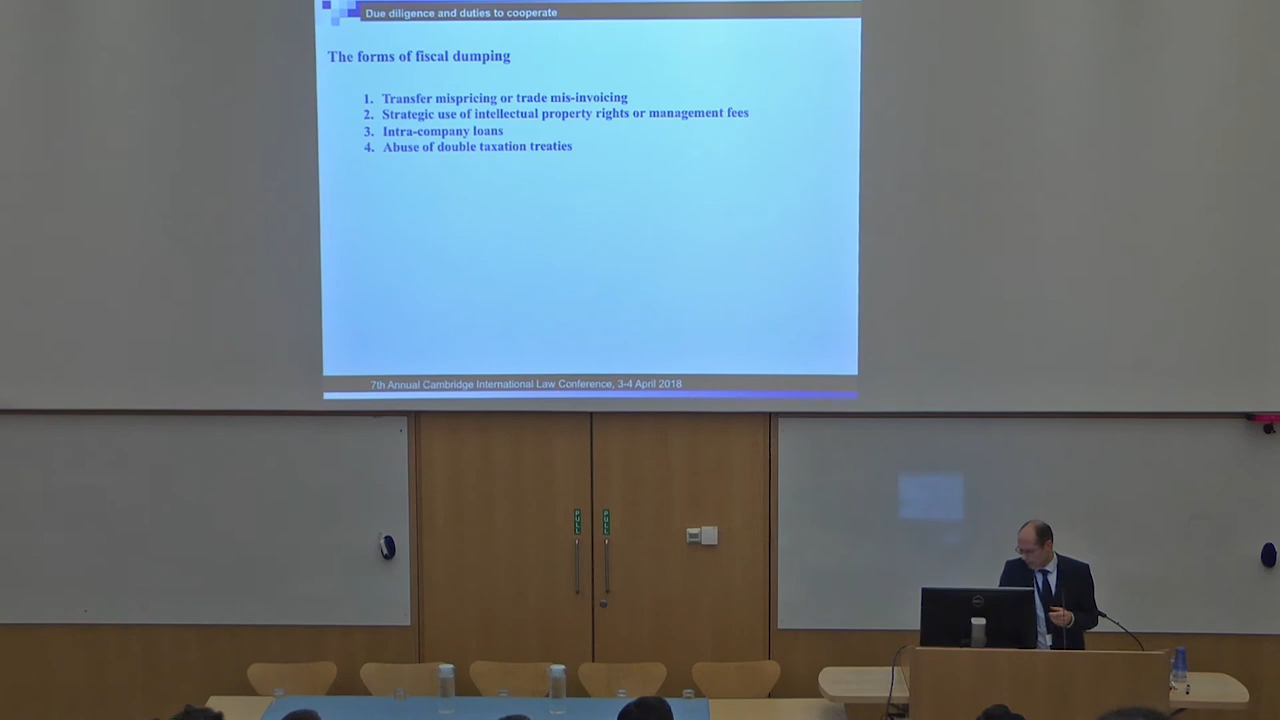 Due diligence and duties to cooperate
The forms of fiscal dumping
1. Transfer mispricing or trade mis-invoicing
2. Strategic use of intellectual property rights or management fees
3. Intra-company loans
4. Abuse of double taxation treaties
7th Annual Cambridge International Law Conference, 3-4 April 2018
PULL
PULL